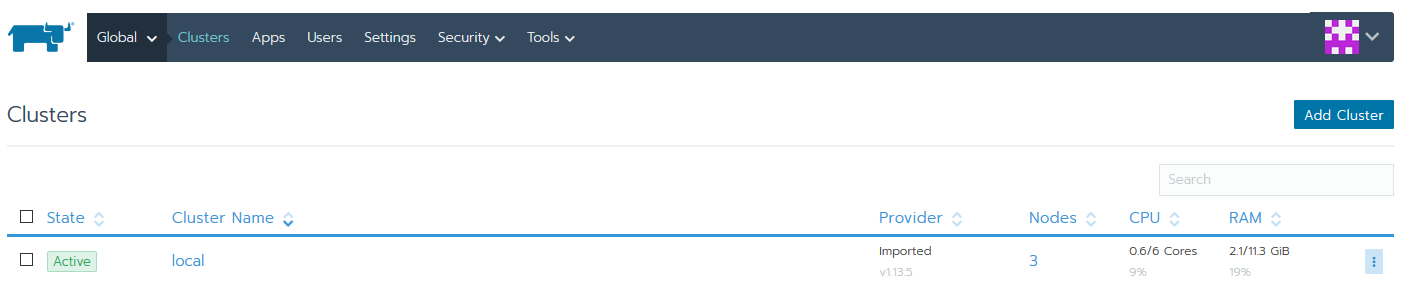 Global Clusters Apps Users Settings Security Tools
Clusters
Add Cluster
Search
State Cluster Name Provider Nodes CPU RAM
Active local Imported 3 0.6/6 Cores 2.1/11.3 GiB
v1.13.5 9% 19%